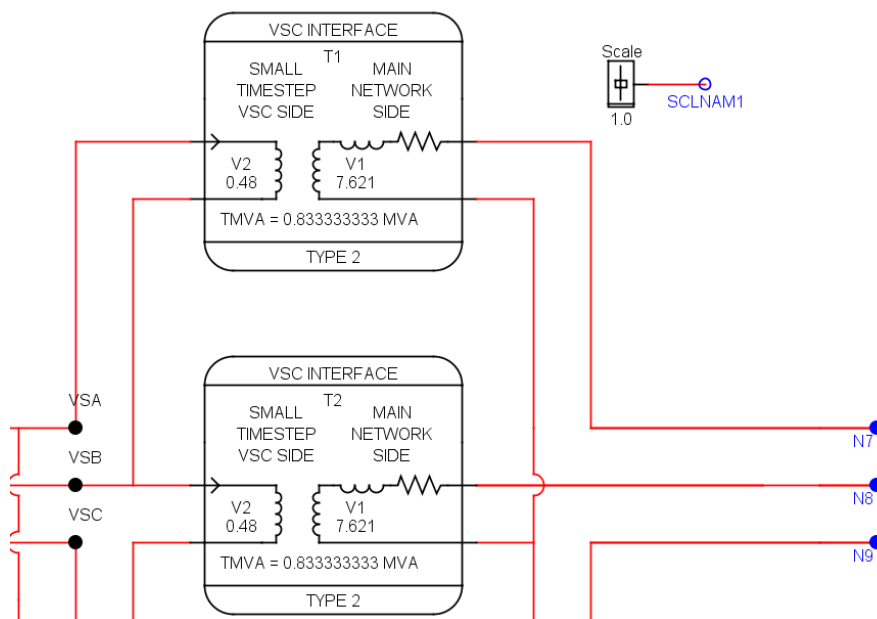 VSC INTERFACE
T1
SMALL TIMESTEP VSC SIDE
MAIN NETWORK SIDE
V2
0.48
V1
7.621
TMVA = 0.833333333 MVA
TYPE 2
Scale
1.0
SCLNAM1
VSC INTERFACE
T2
SMALL TIMESTEP VSC SIDE
MAIN NETWORK SIDE
V2
0.48
V1
7.621
TMVA = 0.833333333 MVA
TYPE 2
VSA
VSB
VSC
N7
N8
N9